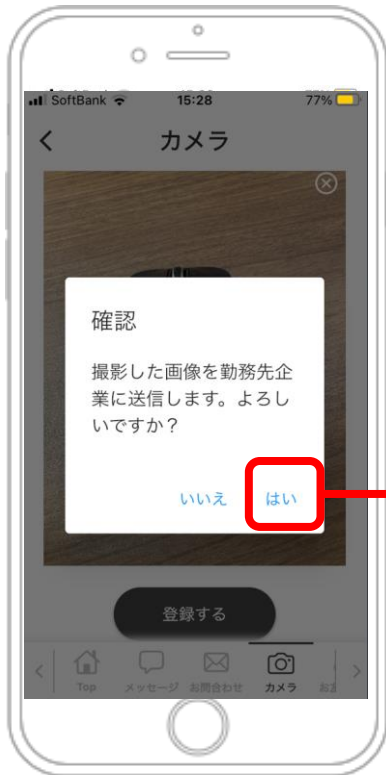 SoftBank 15:28 77%
カメラ
確認
撮影した画像を勤務先企
業に送信します。よろし
いですか？
いいえ はい
登録する
Top メッセージ お問合わせ カメラ